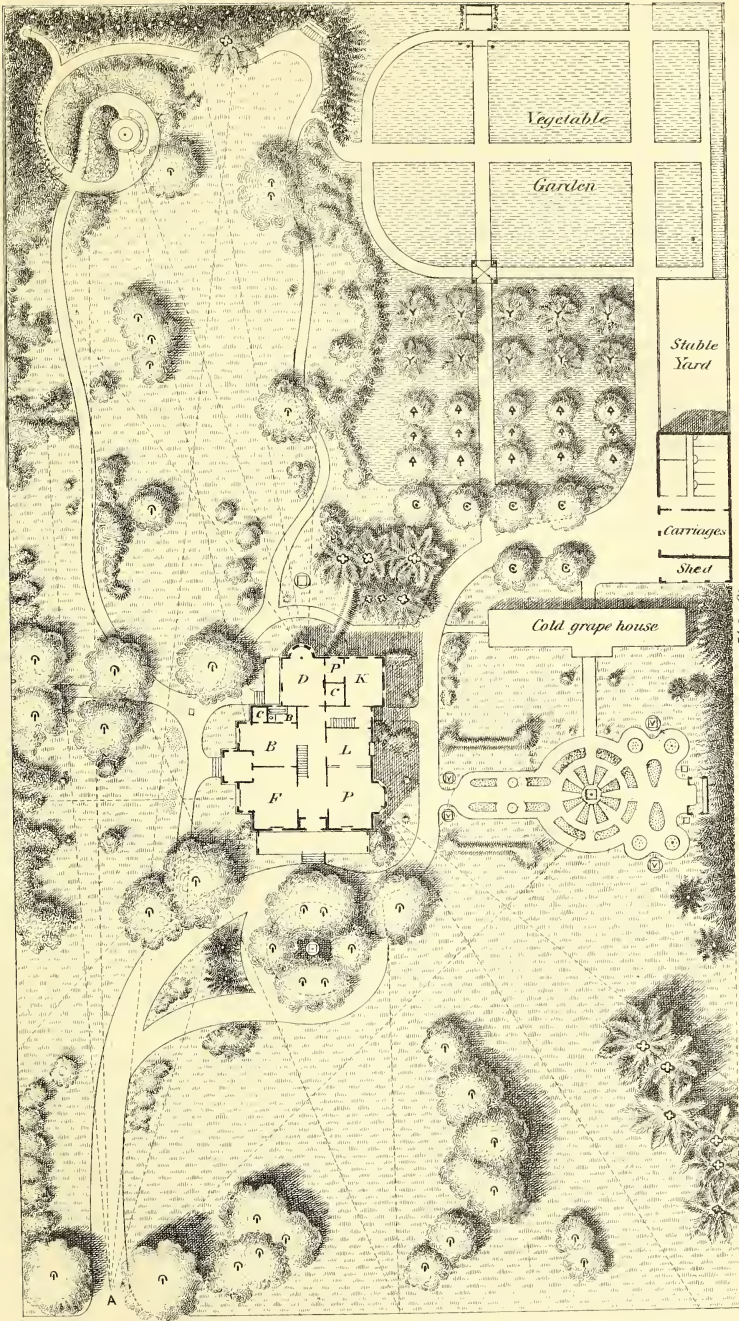 Vegetable
Garden
Stable
Yard
Carriages
Shed
Cold grape house
C C C C
C C
D P K
C
C B
B L
F P
A